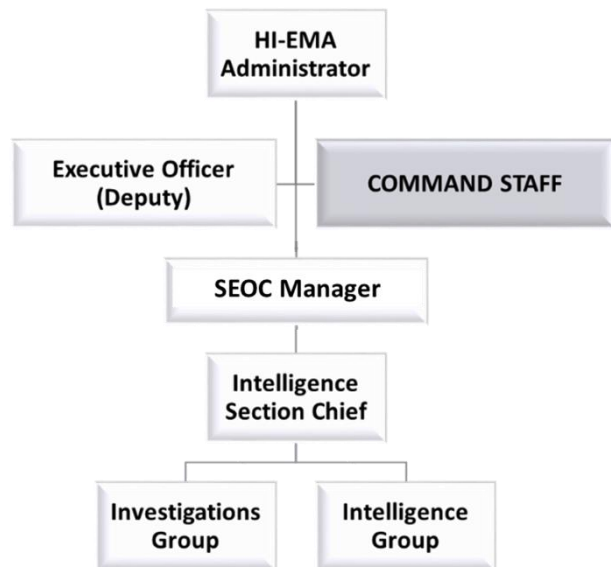 HI-EMA
Administrator
Executive Officer
(Deputy)
COMMAND STAFF
SEOC Manager
Intelligence
Section Chief
Investigations
Group
Intelligence
Group